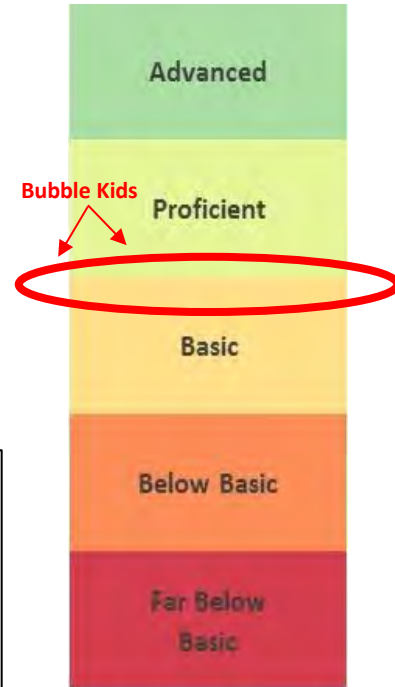 Advanced
Bubble Kids
Proficient
Basic
Below Basic
Far Below
Basic